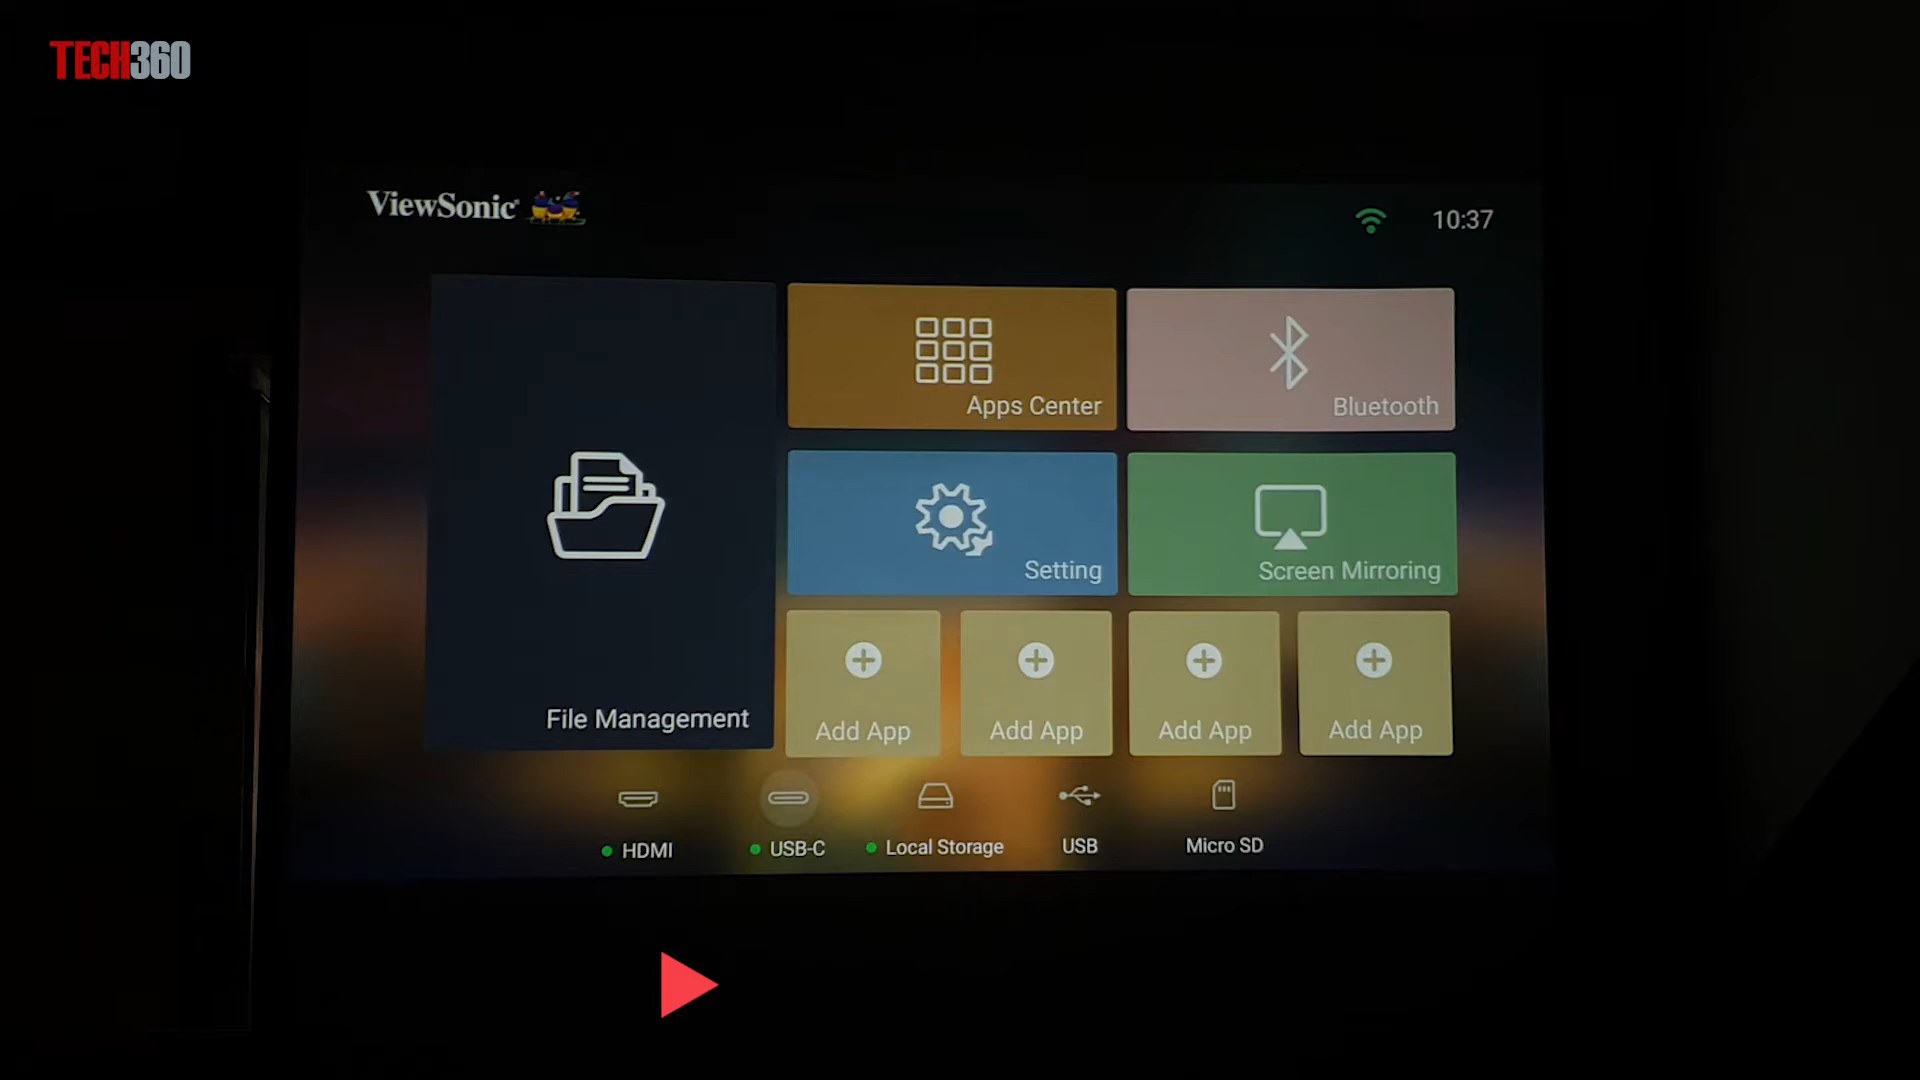 TECH360
ViewSonic
10:37
Apps Center
Bluetooth
Setting
Screen Mirroring
File Management
Add App
Add App
Add App
Add App
HDMI
USB-C
Local Storage
USB
Micro SD